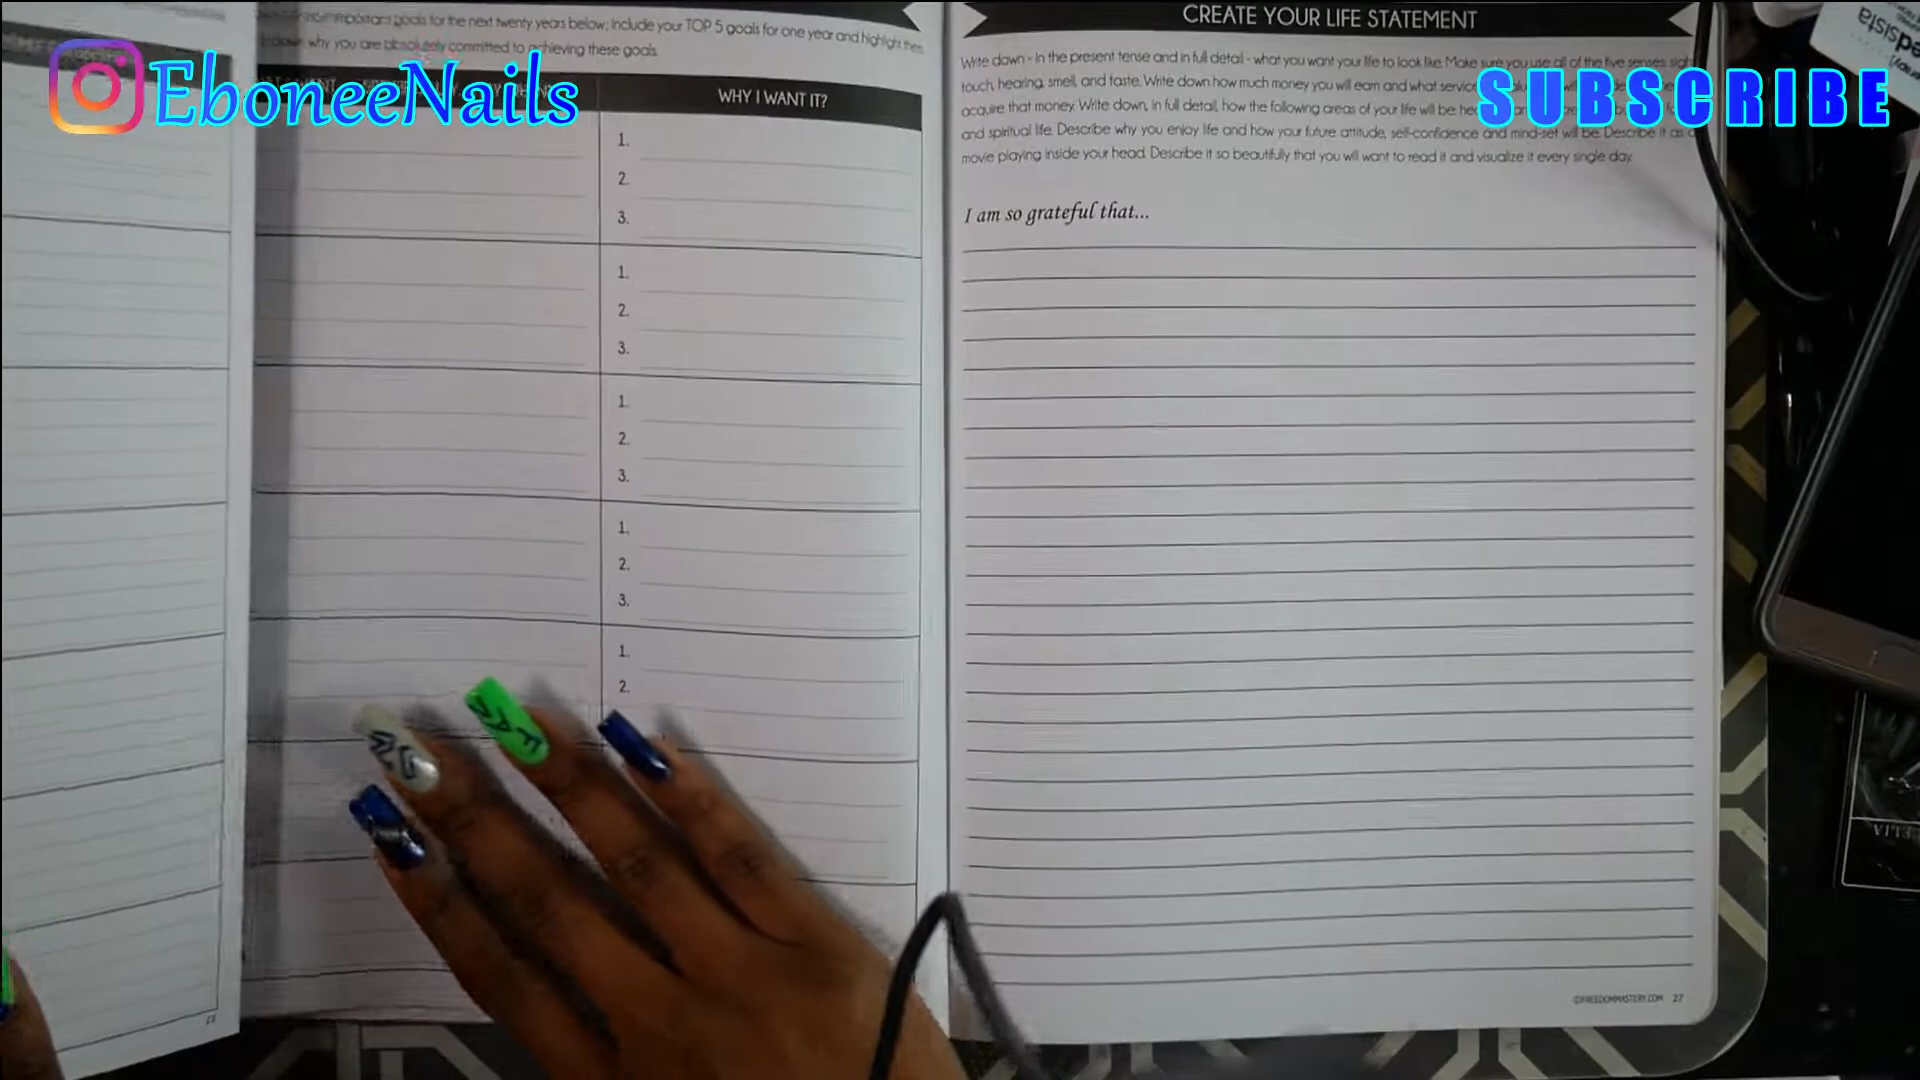 EboneeNails
SUBSCRIBE
important goals for the next twenty years below; include your TOP 5 goals for one year and highlight them
down why you are absolutely committed to achieving these goals.
WHY I WANT IT?
1.
2.
3.
1.
2.
3.
1.
2.
3.
1.
2.
3.
1.
2.
CREATE YOUR LIFE STATEMENT
Write down - in the present tense and in full detail - what you want your life to look like. Make sure you use all of the five senses: sight,
touch, hearing, smell, and taste. Write down how much money you will earn and what service
acquire that money. Write down, in full detail, how the following areas of your life will be:
and spiritual life. Describe why you enjoy life and how your future attitude, self-confidence and mind-set will be. Describe it as a
movie playing inside your head. Describe it so beautifully that you will want to read it and visualize it every single day.
I am so grateful that...
©FREEDOMMASTERY.COM 27